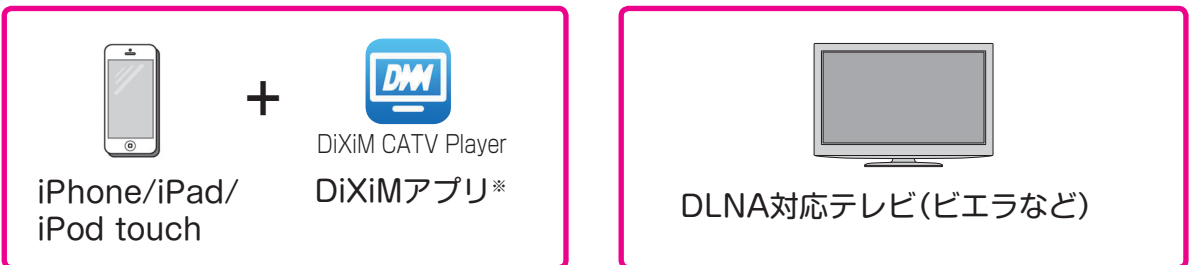 DiXiM CATV Player
iPhone/iPad/
iPod touch
DiXiMアプリ※
DLNA対応テレビ(ビエラなど)